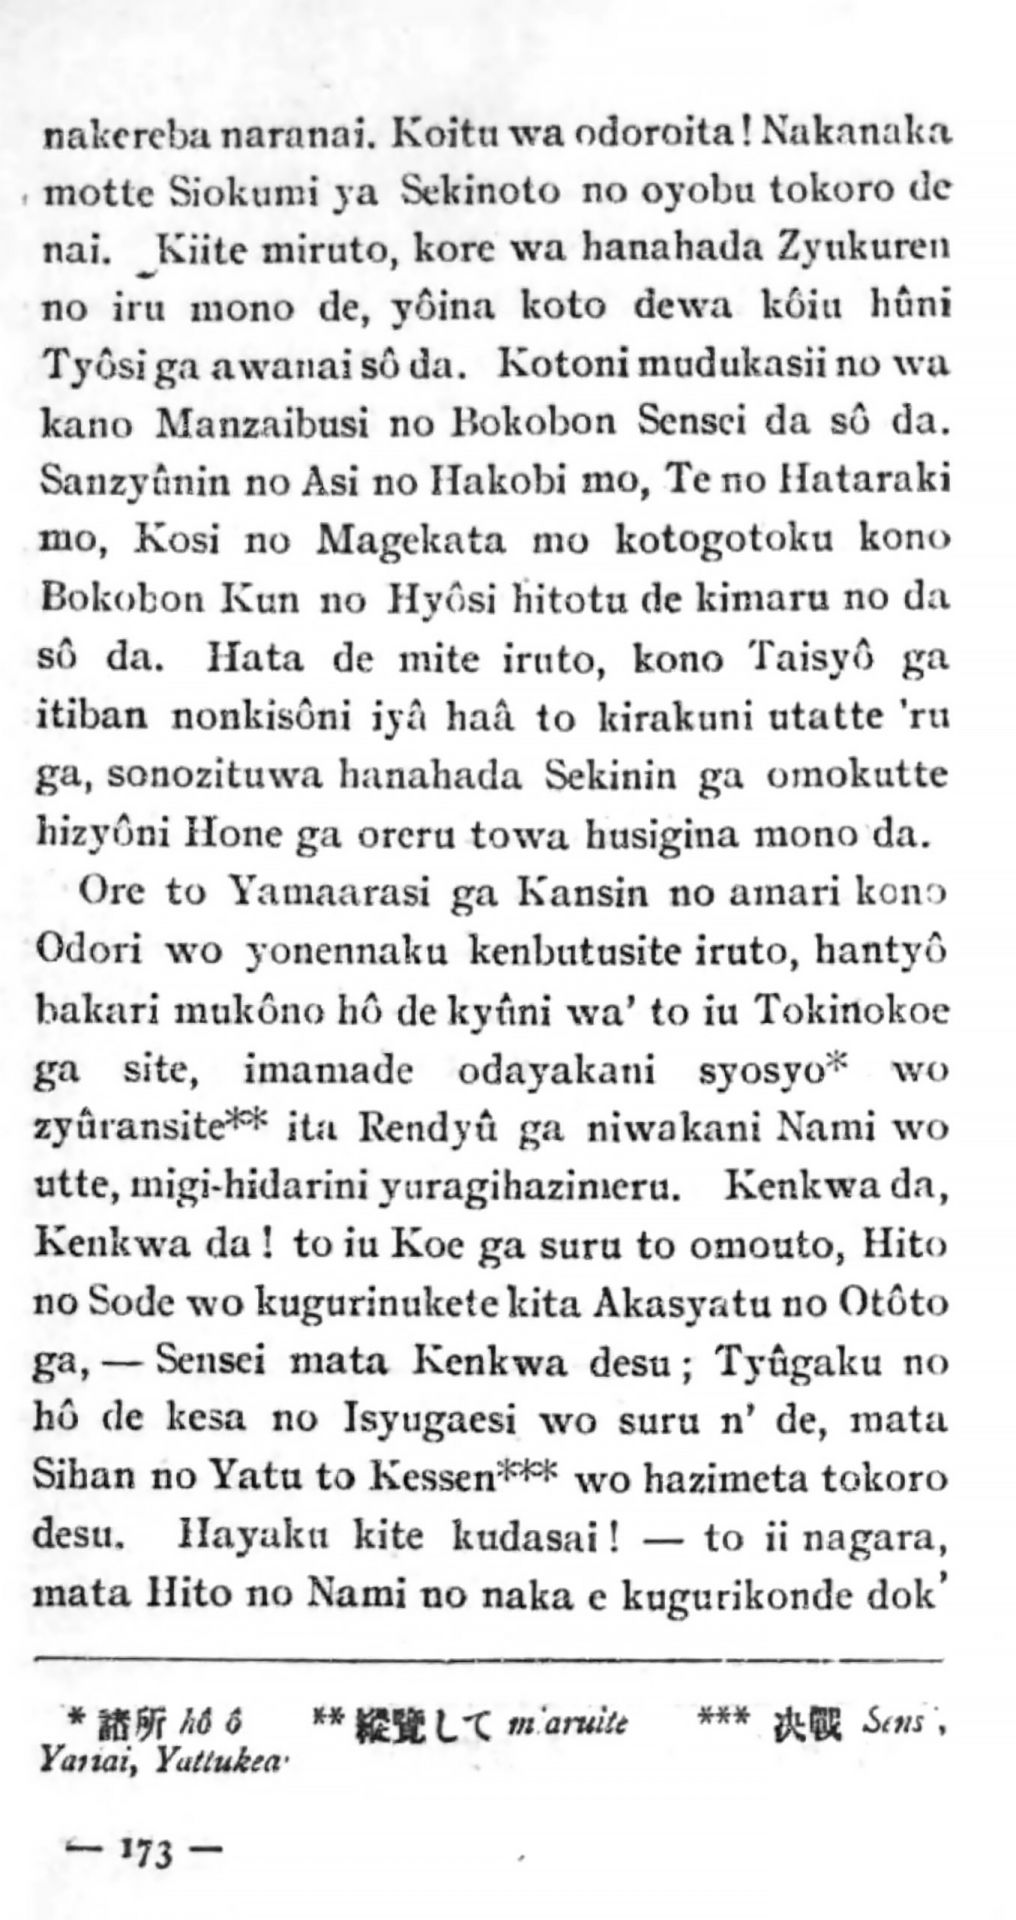 nakereba naranai. Koitu wa odoroita! Nakanaka
motte Siokumi ya Sekinoto no oyobu tokoro de
nai. Kiite miruto, kore wa hanahada Zyukuren
no iru mono de, yôina koto dewa kôiu hûni
Tyôsi ga awanai sô da. Kotoni mudukasii no wa
kano Manzaibusi no Bokobon Sensei da sô da.
Sanzyûnin no Asi no Hakobi mo, Te no Hataraki
mo, Kosi no Magekata mo kotogotoku kono
Bokobon Kun no Hyôsi hitotu de kimaru no da
sô da. Hata de mite iruto, kono Taisyô ga
itiban nonkisôni iyâ haâ to kirakuni utatte 'ru
ga, sonozituwa hanahada Sekinin ga omokutte
hizyôni Hone ga oreru towa husigina mono da.
Ore to Yamaarasi ga Kansin no amari kono
Odori wo yonennaku kenbutusite iruto, hantyô
bakari mukôno hô de kyûni wa' to iu Tokinokoe
ga site, imamade odayakani syosyo* wo
zyûransite** ita Rendyû ga niwakani Nami wo
utte, migi-hidarini yuragihazimeru. Kenkwa da,
Kenkwa da! to iu Koe ga suru to omouto, Hito
no Sode wo kugurinukete kita Akasyatu no Otôto
ga, — Sensei mata Kenkwa desu; Tyûgaku no
hô de kesa no Isyugaesi wo suru n' de, mata
Sihan no Yatu to Kessen*** wo hazimeta tokoro
desu. Hayaku kite kudasai! — to ii nagara,
mata Hito no Nami no naka e kugurikonde dok'
* 諸所 hô ô ** 縱覽して *** 决戰
Yariai, Yattukea
— 173 —